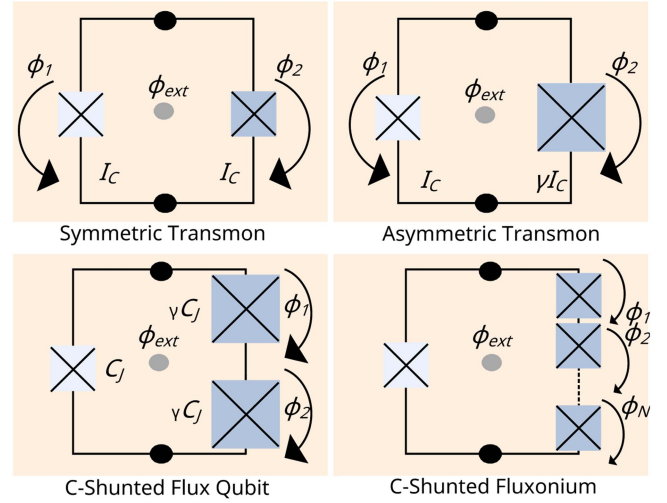 ϕ1 ϕext ϕ2
IC IC
Symmetric Transmon
ϕ1 ϕext ϕ2
IC γIC
Asymmetric Transmon
γCJ ϕ1
ϕext
CJ
γCJ ϕ2
C-Shunted Flux Qubit
ϕ1
ϕext ϕ2
ϕN
C-Shunted Fluxonium